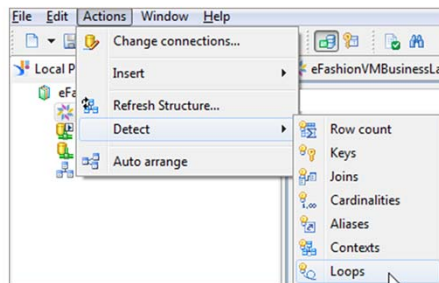 File Edit Actions Window Help
Change connections...
Local P
Insert
eFashionVMBusinessLa
eFa
Refresh Structure...
Detect
Row count
Auto arrange
Keys
Joins
Cardinalities
Aliases
Contexts
Loops